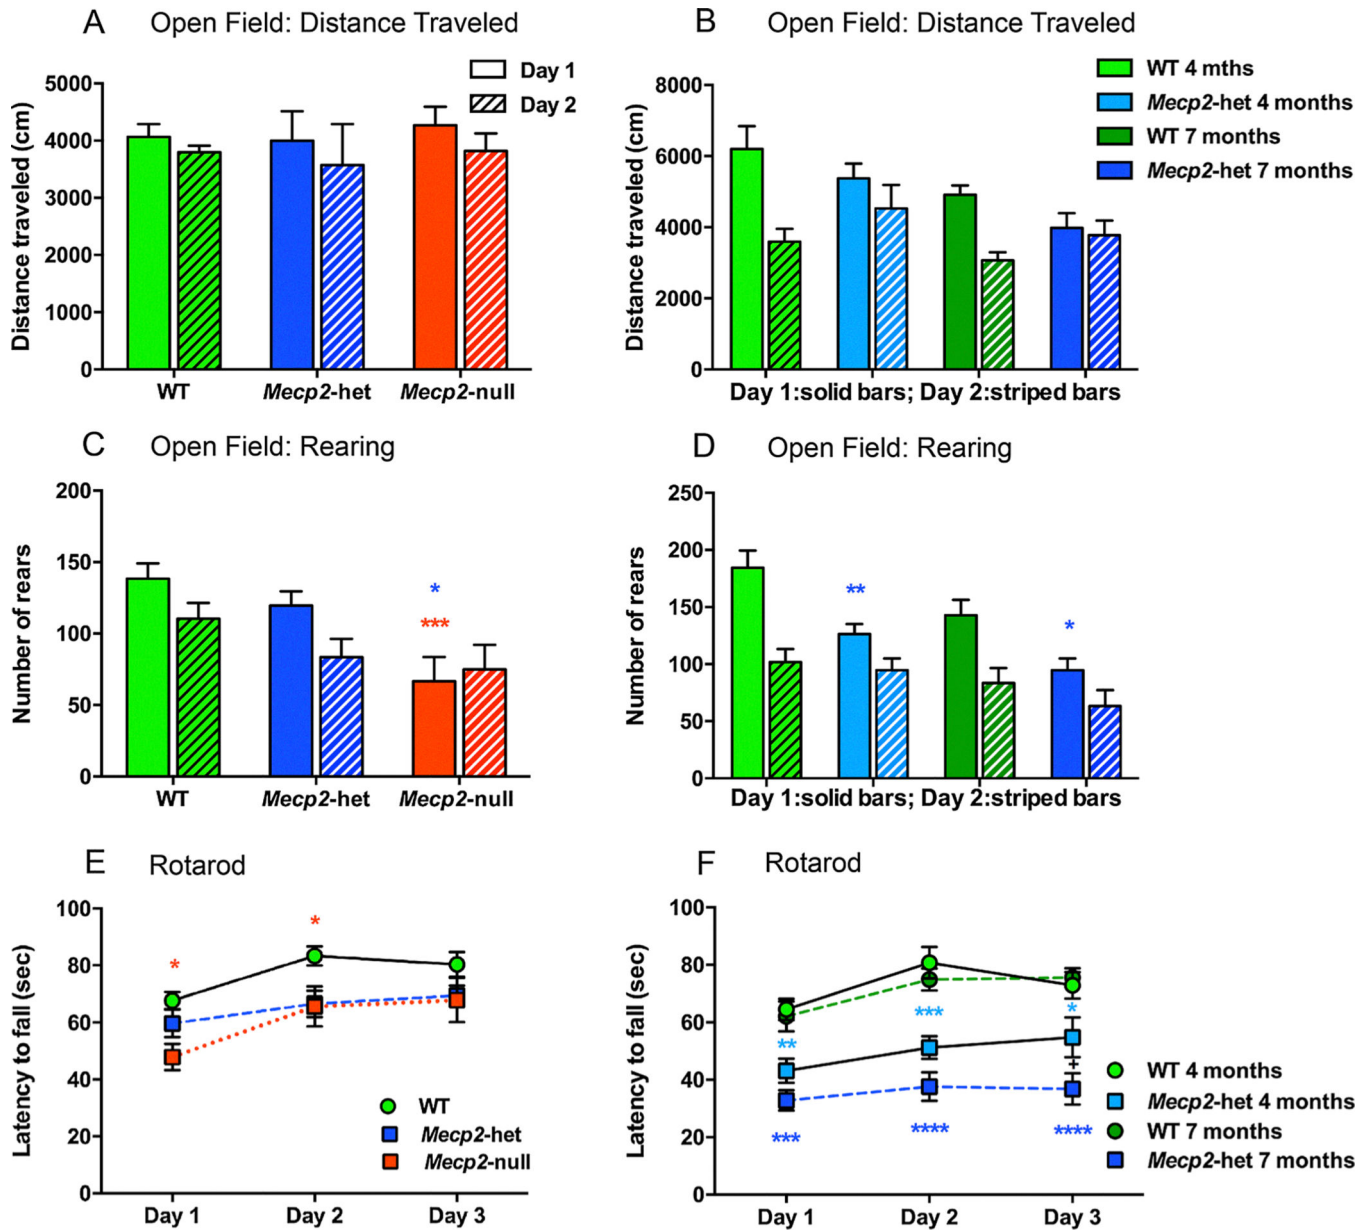 A Open Field: Distance Traveled
Day 1
Day 2
Distance traveled (cm)
5000
4000
3000
2000
1000
0
WT Mecp2-het Mecp2-null
B Open Field: Distance Traveled
WT 4 mths
Mecp2-het 4 months
WT 7 months
Mecp2-het 7 months
Distance traveled (cm)
8000
6000
4000
2000
0
Day 1:solid bars; Day 2:striped bars
C Open Field: Rearing
Number of rears
200
150
100
50
0
*
***
WT Mecp2-het Mecp2-null
D Open Field: Rearing
Number of rears
250
200
150
100
50
0
**
*
Day 1:solid bars; Day 2:striped bars
E Rotarod
Latency to fall (sec)
100
80
60
40
20
0
* *
WT
Mecp2-het
Mecp2-null
Day 1 Day 2 Day 3
F Rotarod
Latency to fall (sec)
100
80
60
40
20
0
** *** *
+
*** **** ****
WT 4 months
Mecp2-het 4 months
WT 7 months
Mecp2-het 7 months
Day 1 Day 2 Day 3